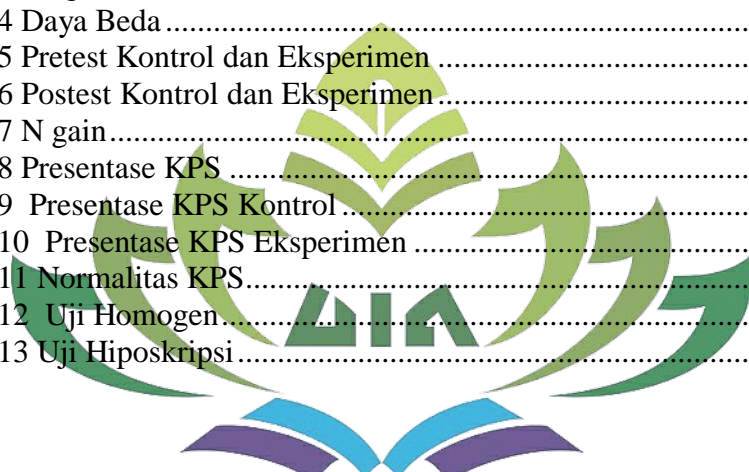 4 Daya Beda
5 Pretest Kontrol dan Eksperimen
6 Postest Kontrol dan Eksperimen
7 N gain
8 Presentase KPS
9 Presentase KPS Kontrol
10 Presentase KPS Eksperimen
11 Normalitas KPS
12 Uji Homogen
13 Uji Hiposkripsi
UIN